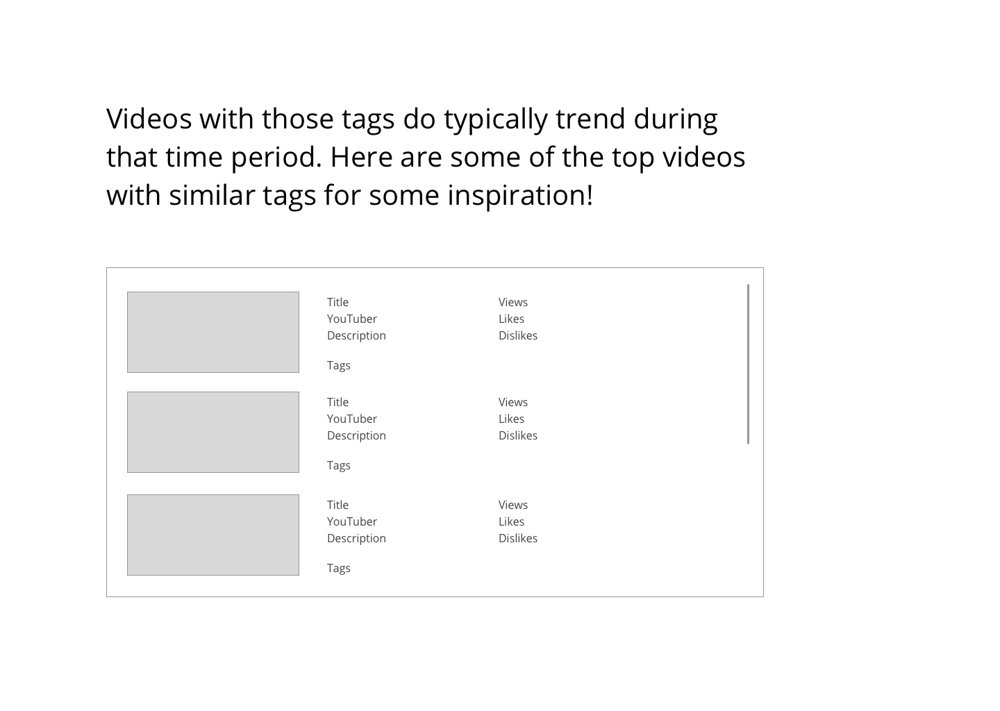 Videos with those tags do typically trend during
that time period. Here are some of the top videos
with similar tags for some inspiration!
Title
YouTuber
Description
Tags
Views
Likes
Dislikes
Title
YouTuber
Description
Tags
Views
Likes
Dislikes
Title
YouTuber
Description
Tags
Views
Likes
Dislikes